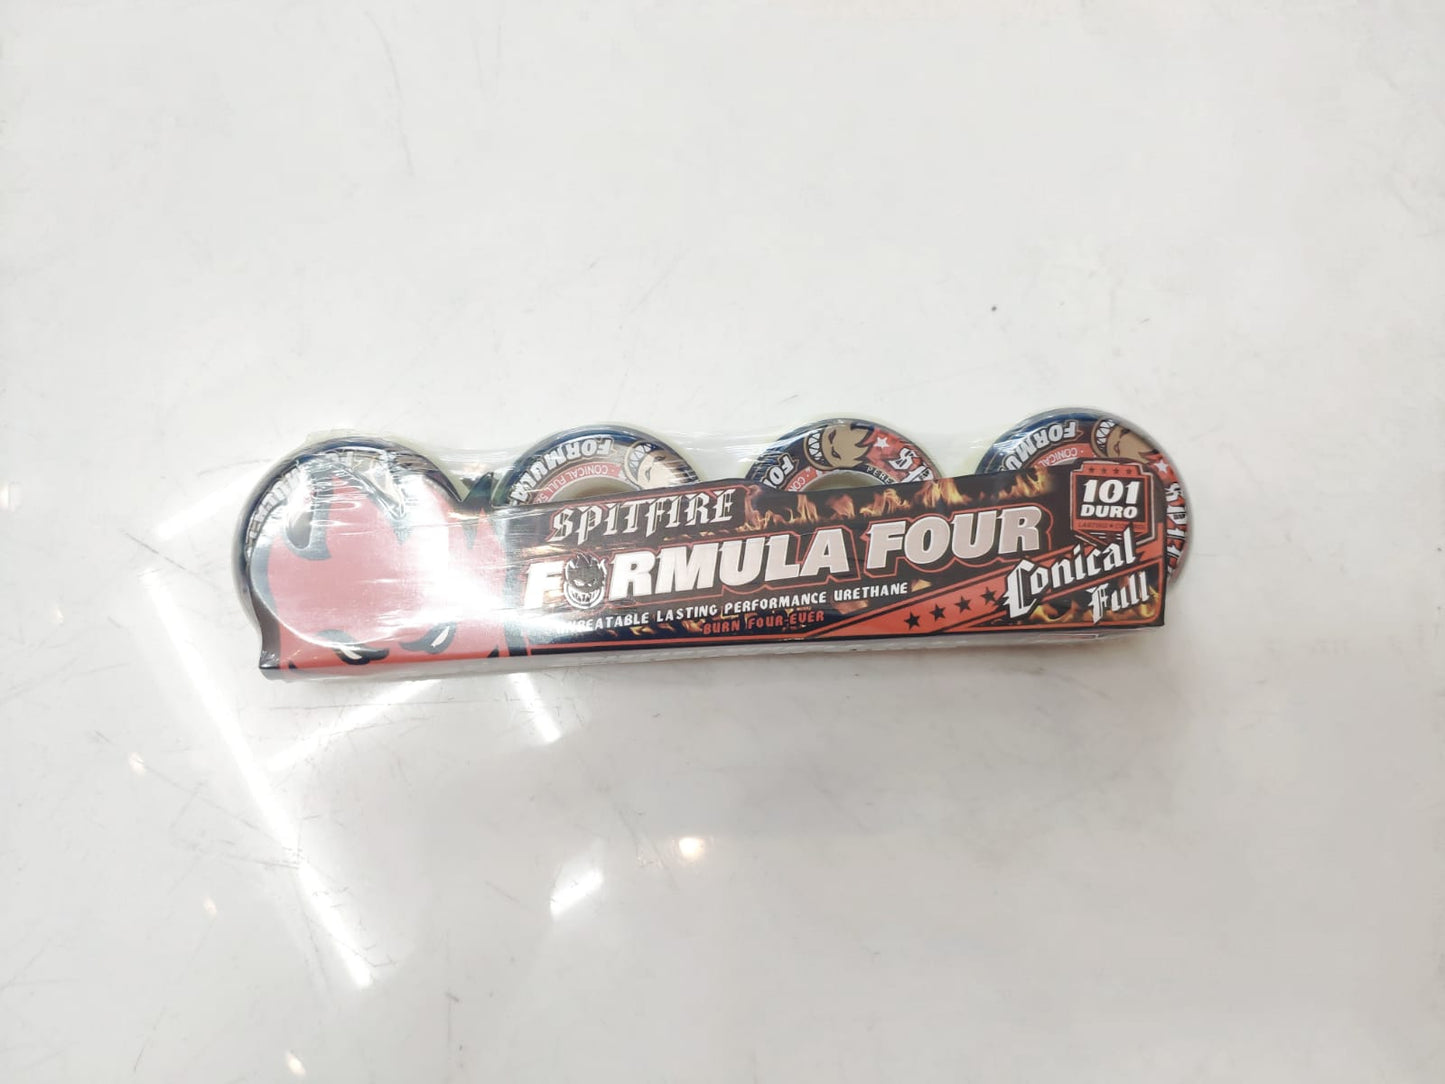 SPITFIRE
FORMULA FOUR
LASTING PERFORMANCE URETHANE
BURN FOUR-EVER
101
DURO
Conical
Full
FORMULA
CONICAL FULL
FORMULA